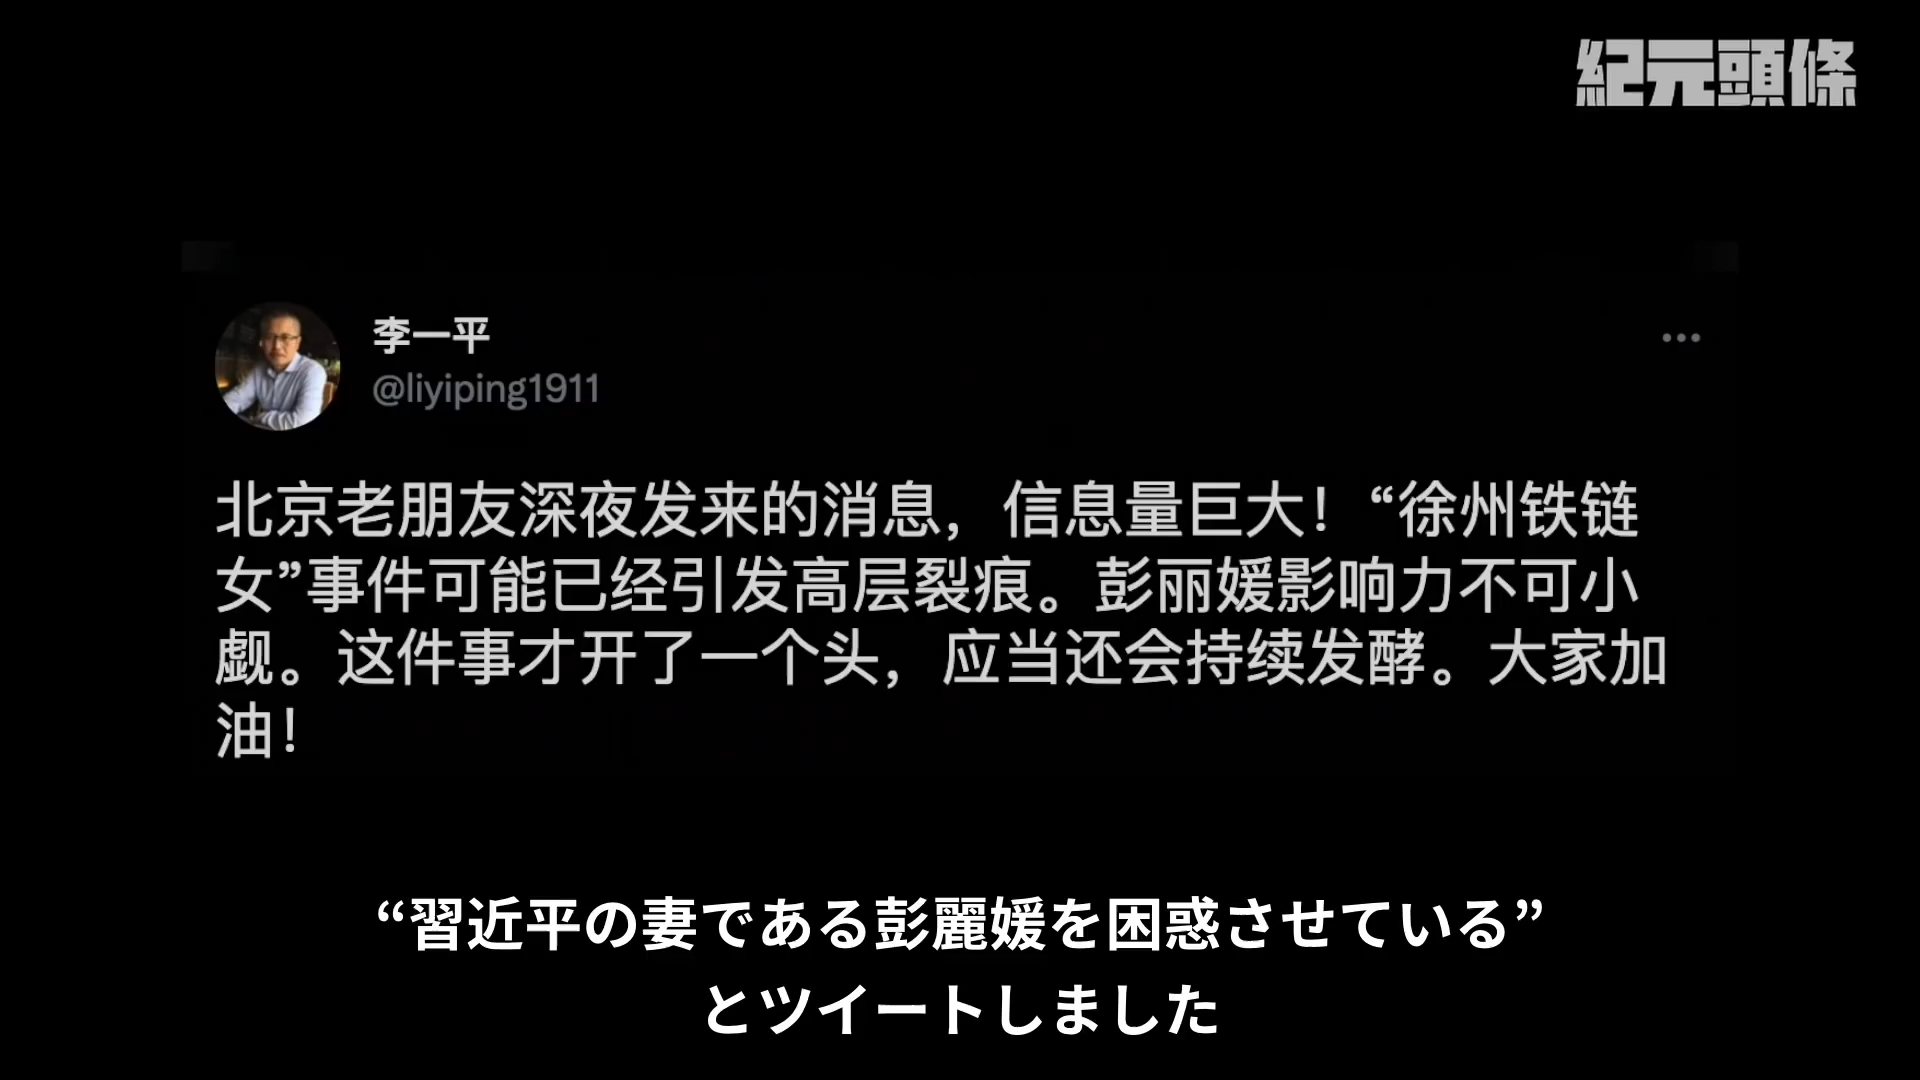 紀元頭條
李一平
@liyiping1911
北京老朋友深夜发来的消息，信息量巨大！“徐州铁链
女”事件可能已经引发高层裂痕。彭丽媛影响力不可小
觑。这件事才开了一个头，应当还会持续发酵。大家加
油！
“習近平の妻である彭麗媛を困惑させている”
とツイートしました